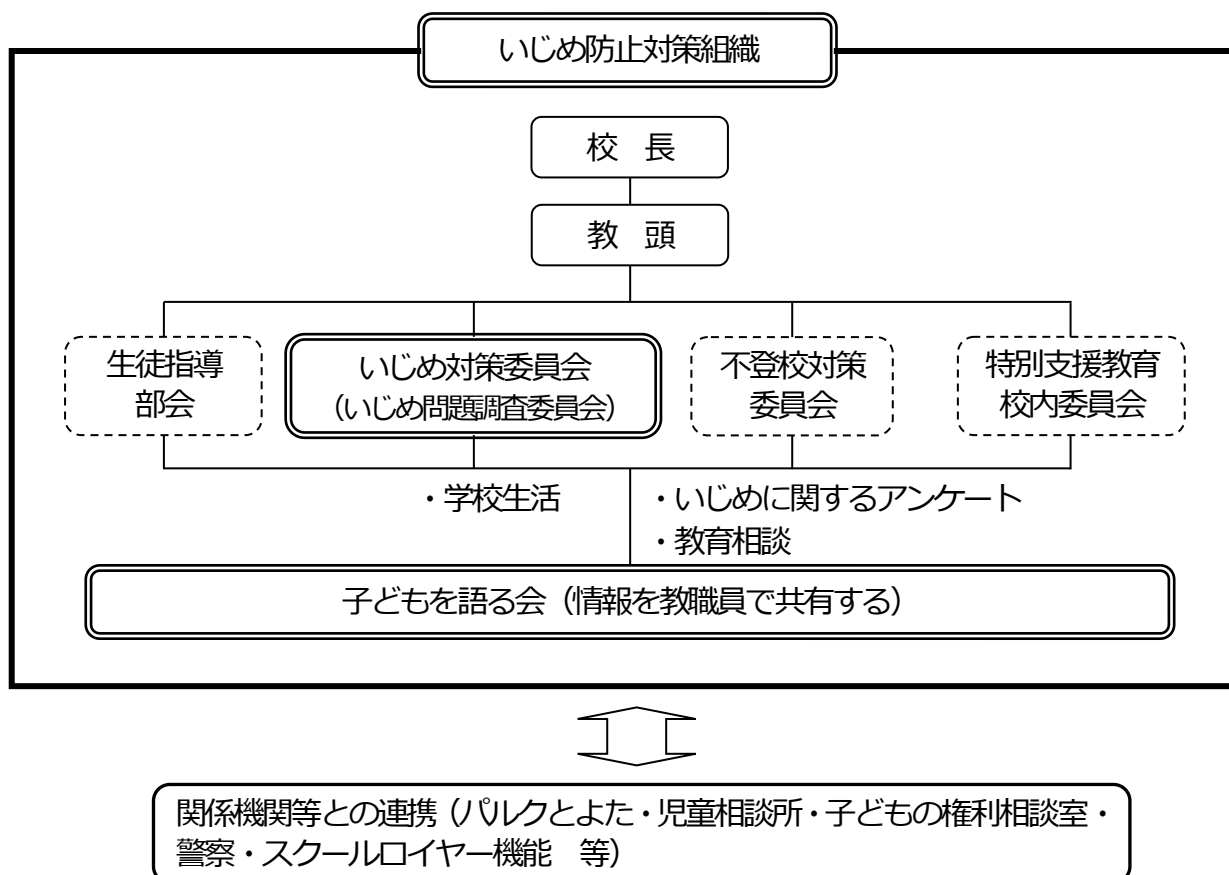 いじめ防止対策組織
校　長
教　頭
生徒指導
部会
いじめ対策委員会
（いじめ問題調査委員会）
不登校対策
委員会
特別支援教育
校内委員会
・学校生活
・いじめに関するアンケート
・教育相談
子どもを語る会（情報を教職員で共有する）
関係機関等との連携（パルクとよた・児童相談所・子どもの権利相談室・
警察・スクールロイヤー機能　等）